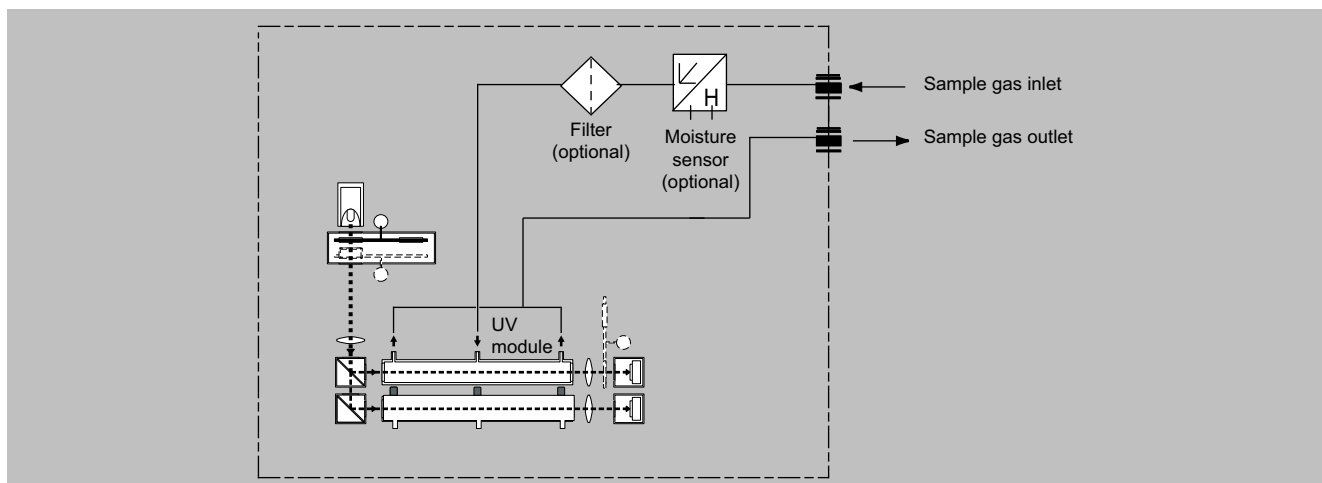 Sample gas inlet
H
Filter
(optional)
Moisture
sensor
(optional)
Sample gas outlet
UV
module